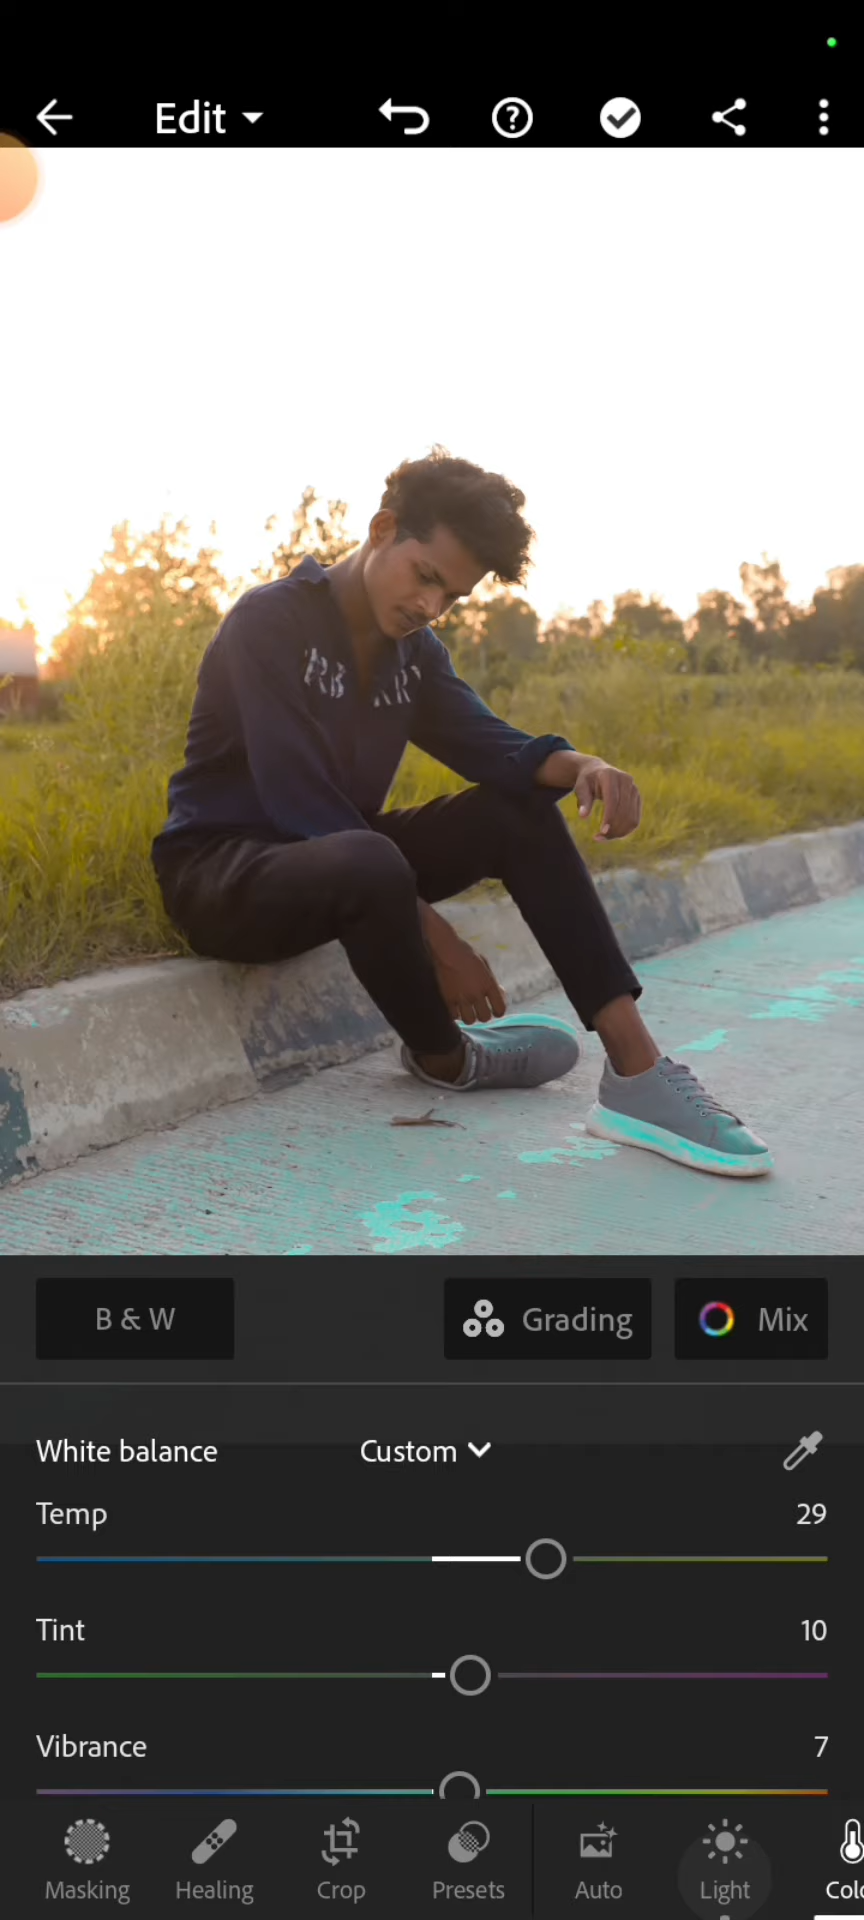 Edit
B & W
Grading
Mix
White balance
Custom
Temp
29
Tint
10
Vibrance
7
Masking
Healing
Crop
Presets
Auto
Light